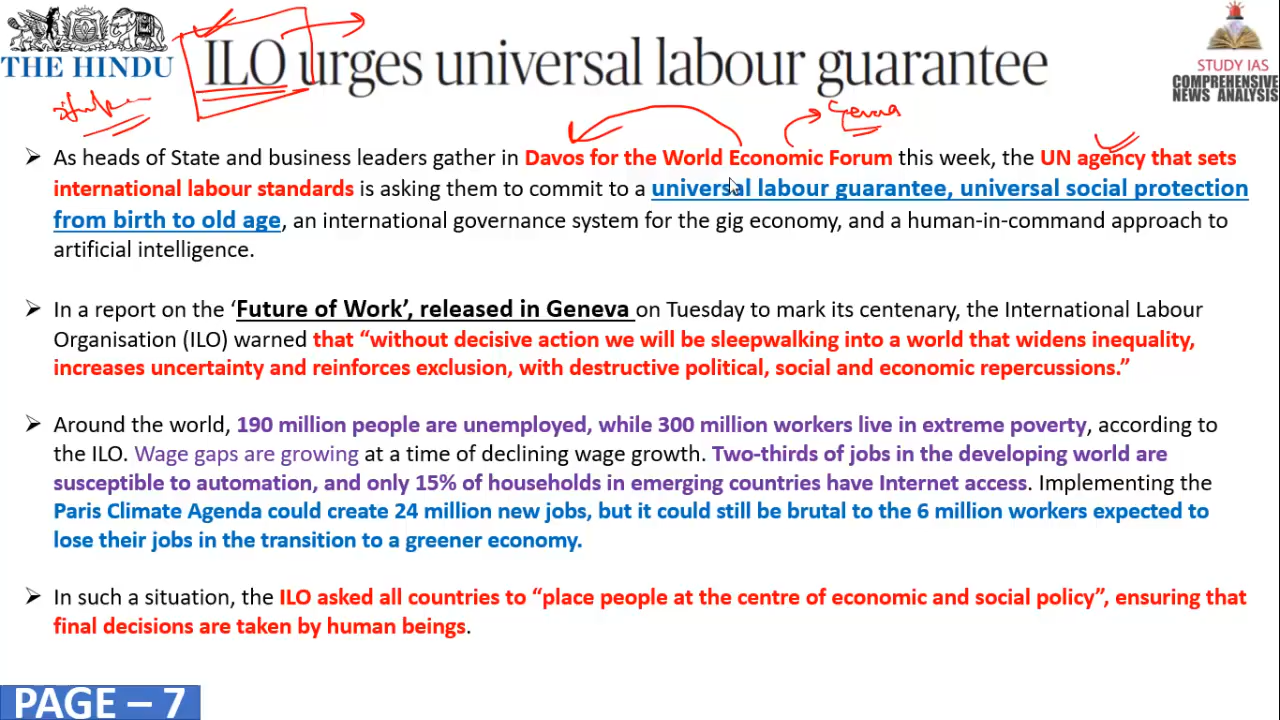 THE HINDU
ILO urges universal labour guarantee
STUDY IAS
COMPREHENSIVE
NEWS ANALYSIS
Geneva
➢ As heads of State and business leaders gather in Davos for the World Economic Forum this week, the UN agency that sets
international labour standards is asking them to commit to a universal labour guarantee, universal social protection
from birth to old age, an international governance system for the gig economy, and a human-in-command approach to
artificial intelligence.
➢ In a report on the ‘Future of Work’, released in Geneva on Tuesday to mark its centenary, the International Labour
Organisation (ILO) warned that “without decisive action we will be sleepwalking into a world that widens inequality,
increases uncertainty and reinforces exclusion, with destructive political, social and economic repercussions.”
➢ Around the world, 190 million people are unemployed, while 300 million workers live in extreme poverty, according to
the ILO. Wage gaps are growing at a time of declining wage growth. Two-thirds of jobs in the developing world are
susceptible to automation, and only 15% of households in emerging countries have Internet access. Implementing the
Paris Climate Agenda could create 24 million new jobs, but it could still be brutal to the 6 million workers expected to
lose their jobs in the transition to a greener economy.
➢ In such a situation, the ILO asked all countries to “place people at the centre of economic and social policy”, ensuring that
final decisions are taken by human beings.
PAGE – 7